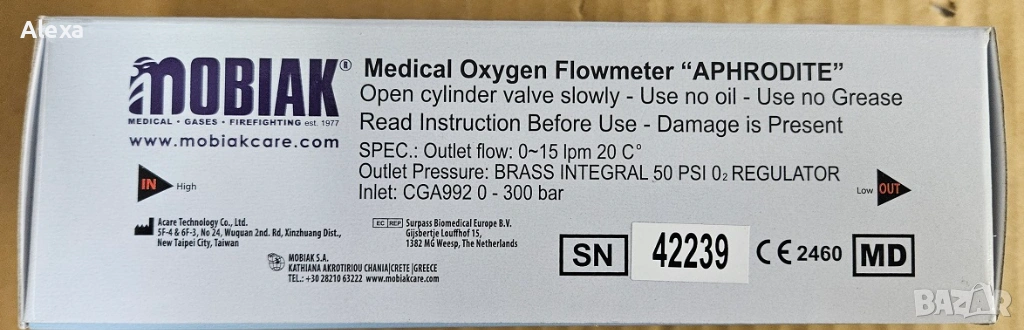 Alexa
MOBIAK®
MEDICAL • GASES • FIREFIGHTING est. 1977
www.mobiakcare.com
Medical Oxygen Flowmeter “APHRODITE”
Open cylinder valve slowly - Use no oil - Use no Grease
Read Instruction Before Use - Damage is Present
SPEC.: Outlet flow: 0~15 lpm 20 C°
Outlet Pressure: BRASS INTEGRAL 50 PSI 0₂ REGULATOR
Inlet: CGA992 0 - 300 bar
IN High
Low OUT
Acare Technology Co., Ltd.
5F-4 & 6F-3, No 24, Wuquan 2nd. Rd, Xinzhuang Dist.,
New Taipei City, Taiwan
EC REP Surpass Biomedical Europe B.V.
Gijsbertje Louffhof 15,
1382 MG Weesp, The Netherlands
MOBIAK S.A.
KATHIANA AKROTIRIOU CHANIA|CRETE|GREECE
TEL.: +30 28210 63222 www.mobiakcare.com
SN 42239 CE 2460 MD
BAZAR